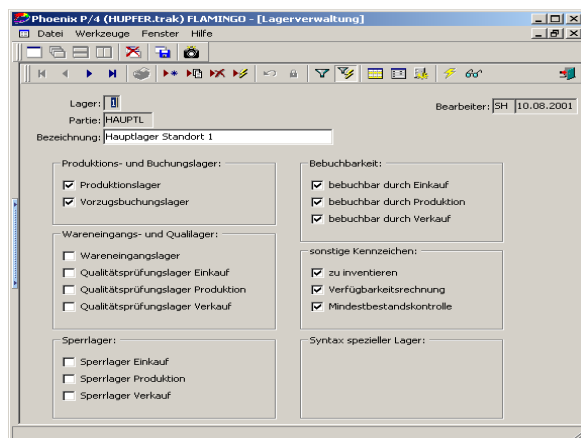 Phoenix P/4 (HUPFER.trak) FLAMINGO - [Lagerverwaltung]
Datei Werkzeuge Fenster Hilfe
Lager: 1
Bearbeiter: SH 10.08.2001
Partie: HAUPTL
Bezeichnung: Hauptlager Standort 1
Produktions- und Buchungslager:
Produktionslager
Vorzugsbuchungslager
Bebuchbarkeit:
bebuchbar durch Einkauf
bebuchbar durch Produktion
bebuchbar durch Verkauf
Wareneingangs- und Qualilager:
Wareneingangslager
Qualitätsprüfungslager Einkauf
Qualitätsprüfungslager Produktion
Qualitätsprüfungslager Verkauf
sonstige Kennzeichen:
zu inventieren
Verfügbarkeitsrechnung
Mindestbestandskontrolle
Sperrlager:
Sperrlager Einkauf
Sperrlager Produktion
Sperrlager Verkauf
Syntax spezieller Lager: